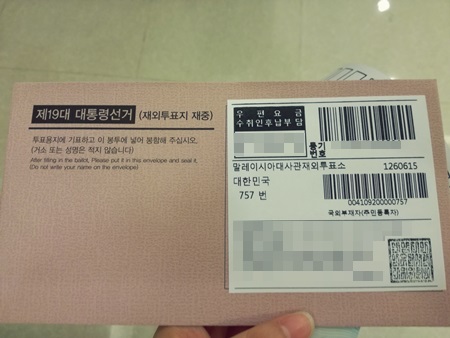 제19대 대통령선거 (재외투표지 재중)
투표용지에 기표하고 이 봉투에 넣어 봉함해 주십시오.
(거소 또는 성명은 적지 않습니다)
After filling in the ballot, Please put it in this envelope and seal it.
(Do not write your name on the envelope)
우 편 요 금
수취인후납부담
등기
번호
말레이시아대사관재외투표소 1260615
대한민국
757 번
004109200000757
국외부재자(주민등록자)